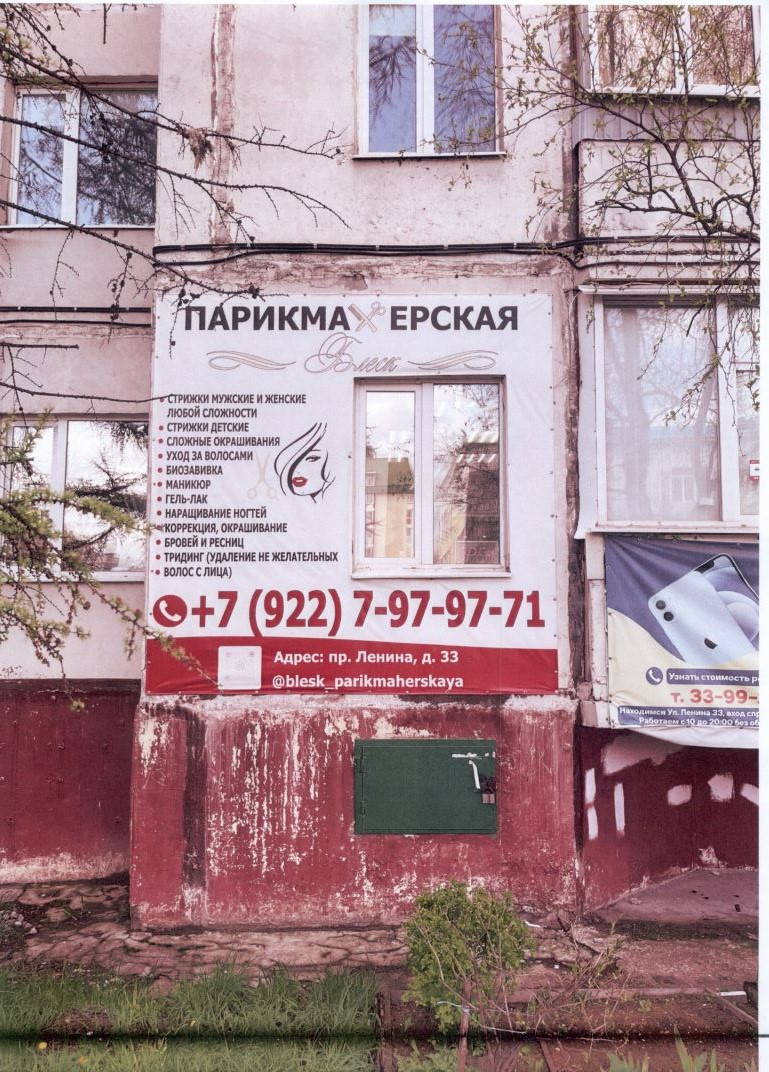 ПАРИКМАХЕРСКАЯ
Блеск
• СТРИЖКИ МУЖСКИЕ И ЖЕНСКИЕ
ЛЮБОЙ СЛОЖНОСТИ
• СТРИЖКИ ДЕТСКИЕ
• СЛОЖНЫЕ ОКРАШИВАНИЯ
• УХОД ЗА ВОЛОСАМИ
• БИОЗАВИВКА
• МАНИКЮР
• ГЕЛЬ-ЛАК
• НАРАЩИВАНИЕ НОГТЕЙ
• КОРРЕКЦИЯ, ОКРАШИВАНИЕ
• БРОВЕЙ И РЕСНИЦ
• ТРИДИНГ (УДАЛЕНИЕ НЕ ЖЕЛАТЕЛЬНЫХ
• ВОЛОС С ЛИЦА)
+7 (922) 7-97-97-71
Адрес: пр. Ленина, д. 33
@blesk_parikmaherskaya
Узнать стоимость
т. 33-99-
Находимся Ул. Ленина 33, вход
Работаем с 10 до 20:00 без